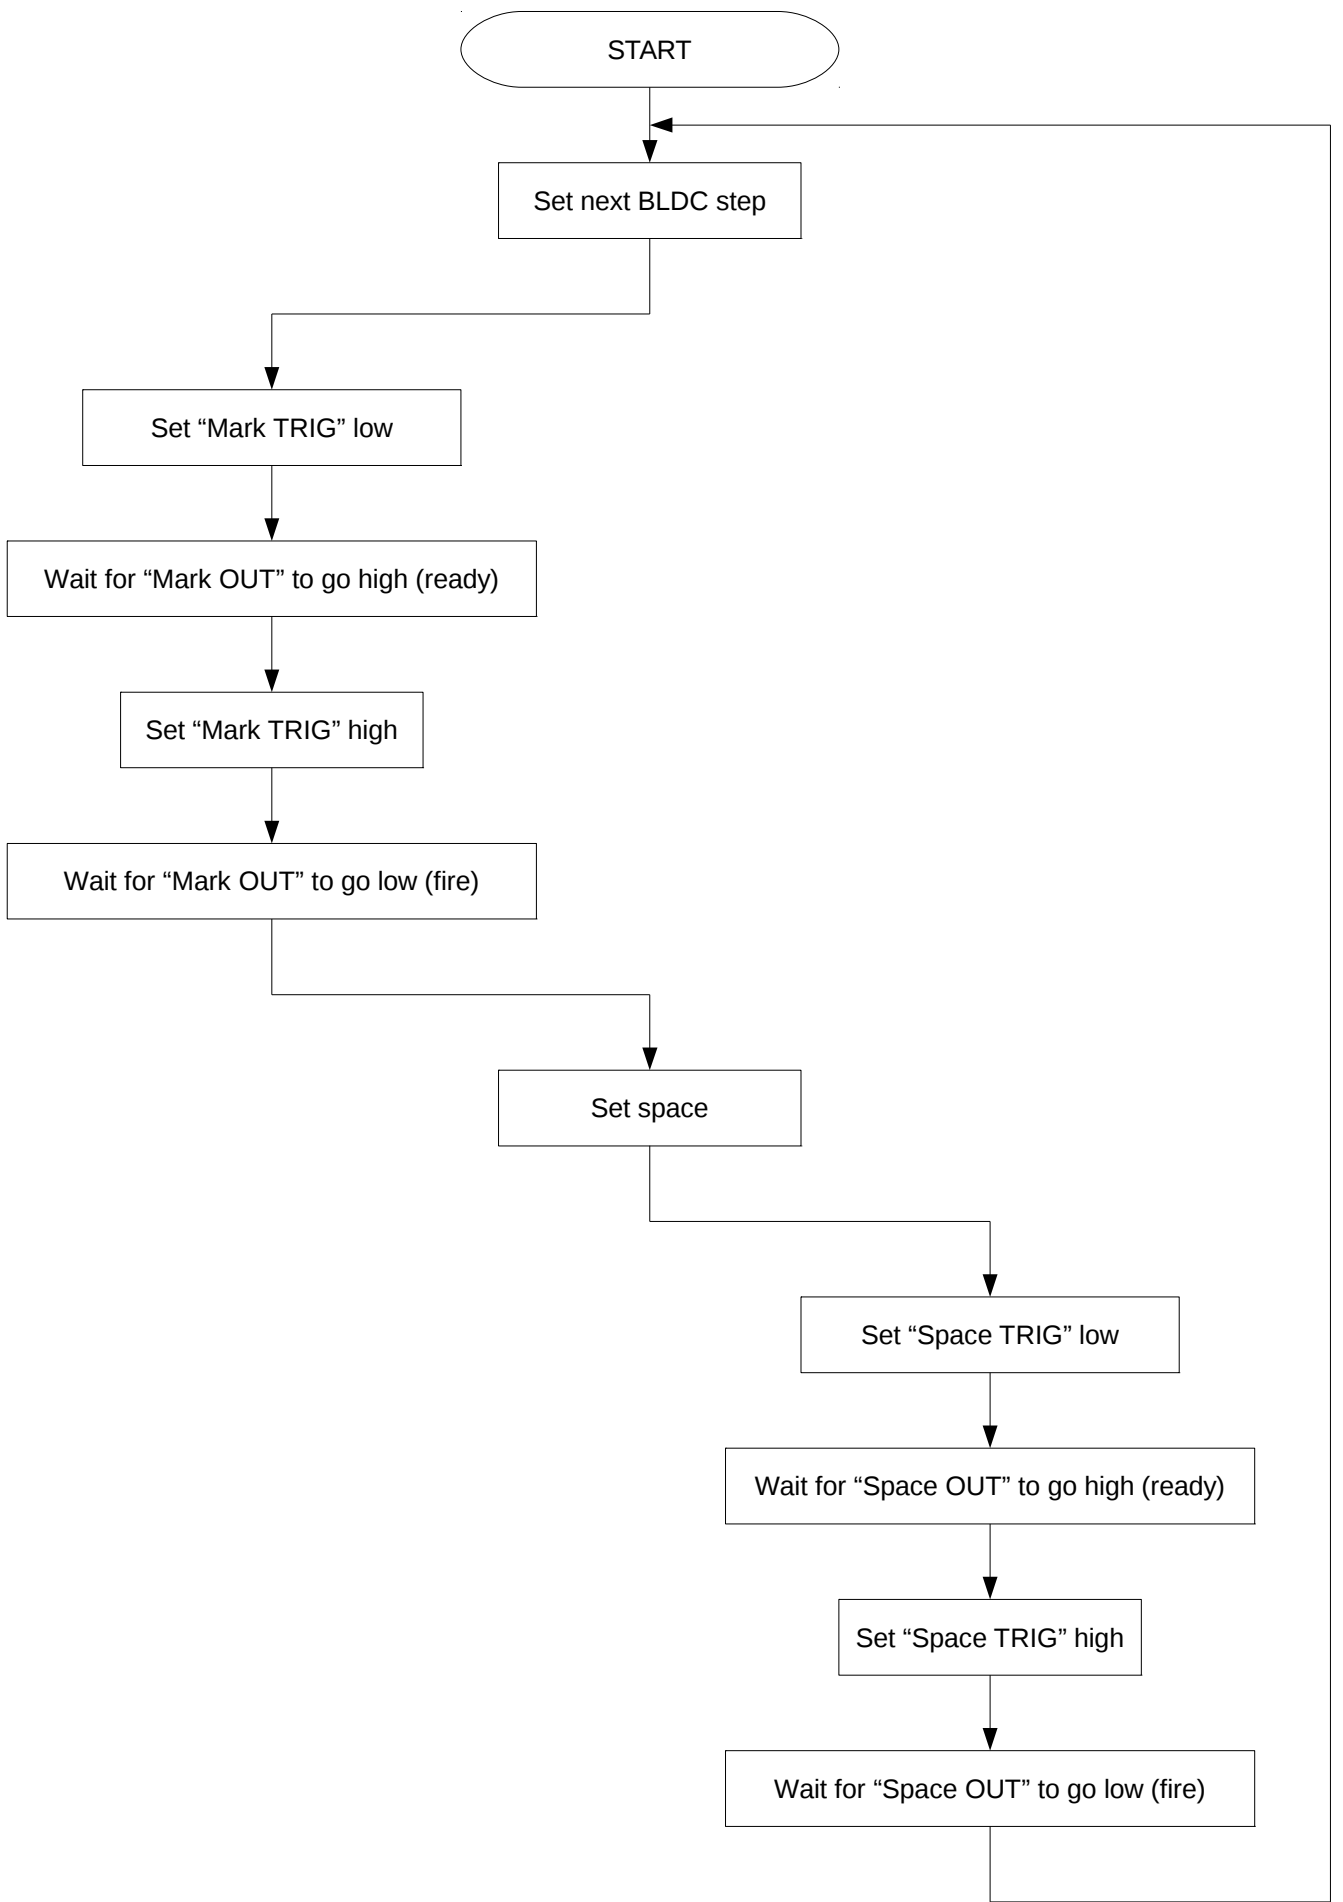 START
Set next BLDC step
Set “Mark TRIG” low
Wait for “Mark OUT” to go high (ready)
Set “Mark TRIG” high
Wait for “Mark OUT” to go low (fire)
Set space
Set “Space TRIG” low
Wait for “Space OUT” to go high (ready)
Set “Space TRIG” high
Wait for “Space OUT” to go low (fire)